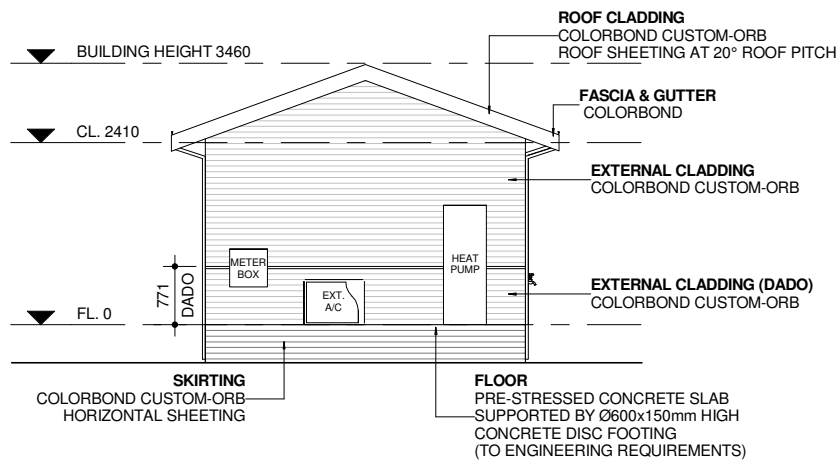 ROOF CLADDING
COLORBOND CUSTOM-ORB
ROOF SHEETING AT 20° ROOF PITCH
BUILDING HEIGHT 3460
FASCIA & GUTTER
COLORBOND
CL. 2410
EXTERNAL CLADDING
COLORBOND CUSTOM-ORB
METER
BOX
HEAT
PUMP
771
DADO
EXT.
A/C
EXTERNAL CLADDING (DADO)
COLORBOND CUSTOM-ORB
FL. 0
SKIRTING
COLORBOND CUSTOM-ORB
HORIZONTAL SHEETING
FLOOR
PRE-STRESSED CONCRETE SLAB
SUPPORTED BY Ø600x150mm HIGH
CONCRETE DISC FOOTING
(TO ENGINEERING REQUIREMENTS)